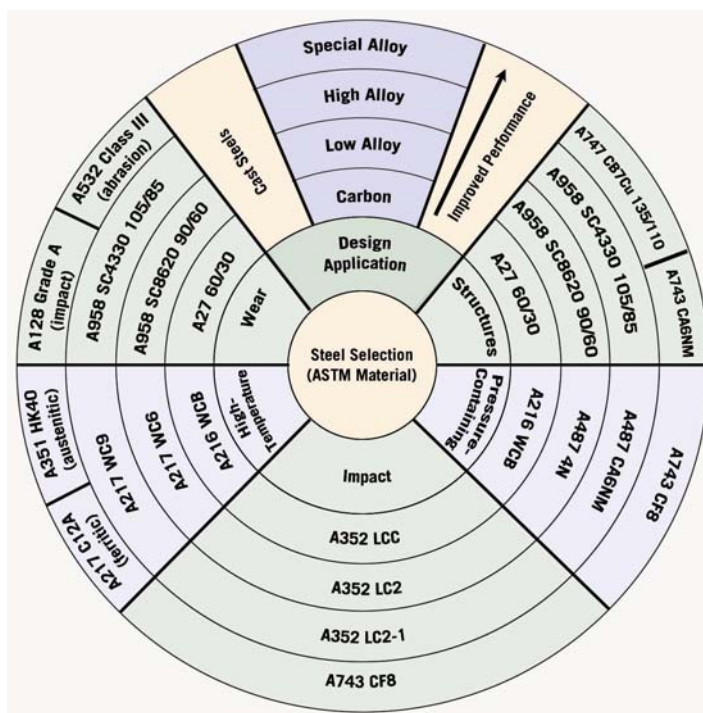 Special Alloy
High Alloy
Low Alloy
Carbon
Design
Application
Cast Steels
Improved Performance
Steel Selection
(ASTM Material)
Structures
A27 60/30
A958 SC8620 90/60
A958 SC4330 105/85
A747 CB7Cu 135/110
A743 CA6NM
Pressure-
Containing
A216 WCB
A487 4N
A487 CA6NM
A743 CF8
Impact
A352 LCC
A352 LC2
A352 LC2-1
A743 CF8
High-
Temperature
A216 WCB
A217 WC6
A217 WC9
A217 C12A
(ferritic)
A351 HK40
(austenitic)
Wear
A27 60/30
A958 SC8620 90/60
A958 SC4330 105/85
A128 Grade A
(impact)
A532 Class III
(abrasion)